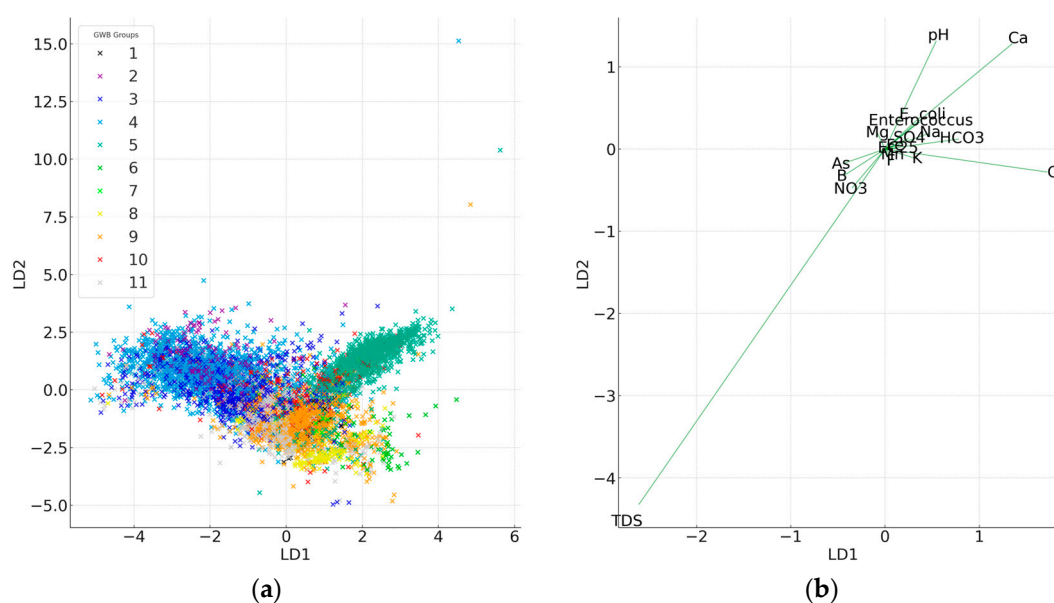 GWB Groups
1
2
3
4
5
6
7
8
9
10
11
15.0
12.5
10.0
7.5
5.0
2.5
0.0
−2.5
−5.0
LD2
−4
−2
0
2
4
6
LD1
(a)
1
0
−1
−2
−3
−4
LD2
pH
Ca
E. coli
Enterococcus
Mg
Na
SO4
HCO3
As
K
B
NO3
TDS
−2
−1
0
1
LD1
(b)